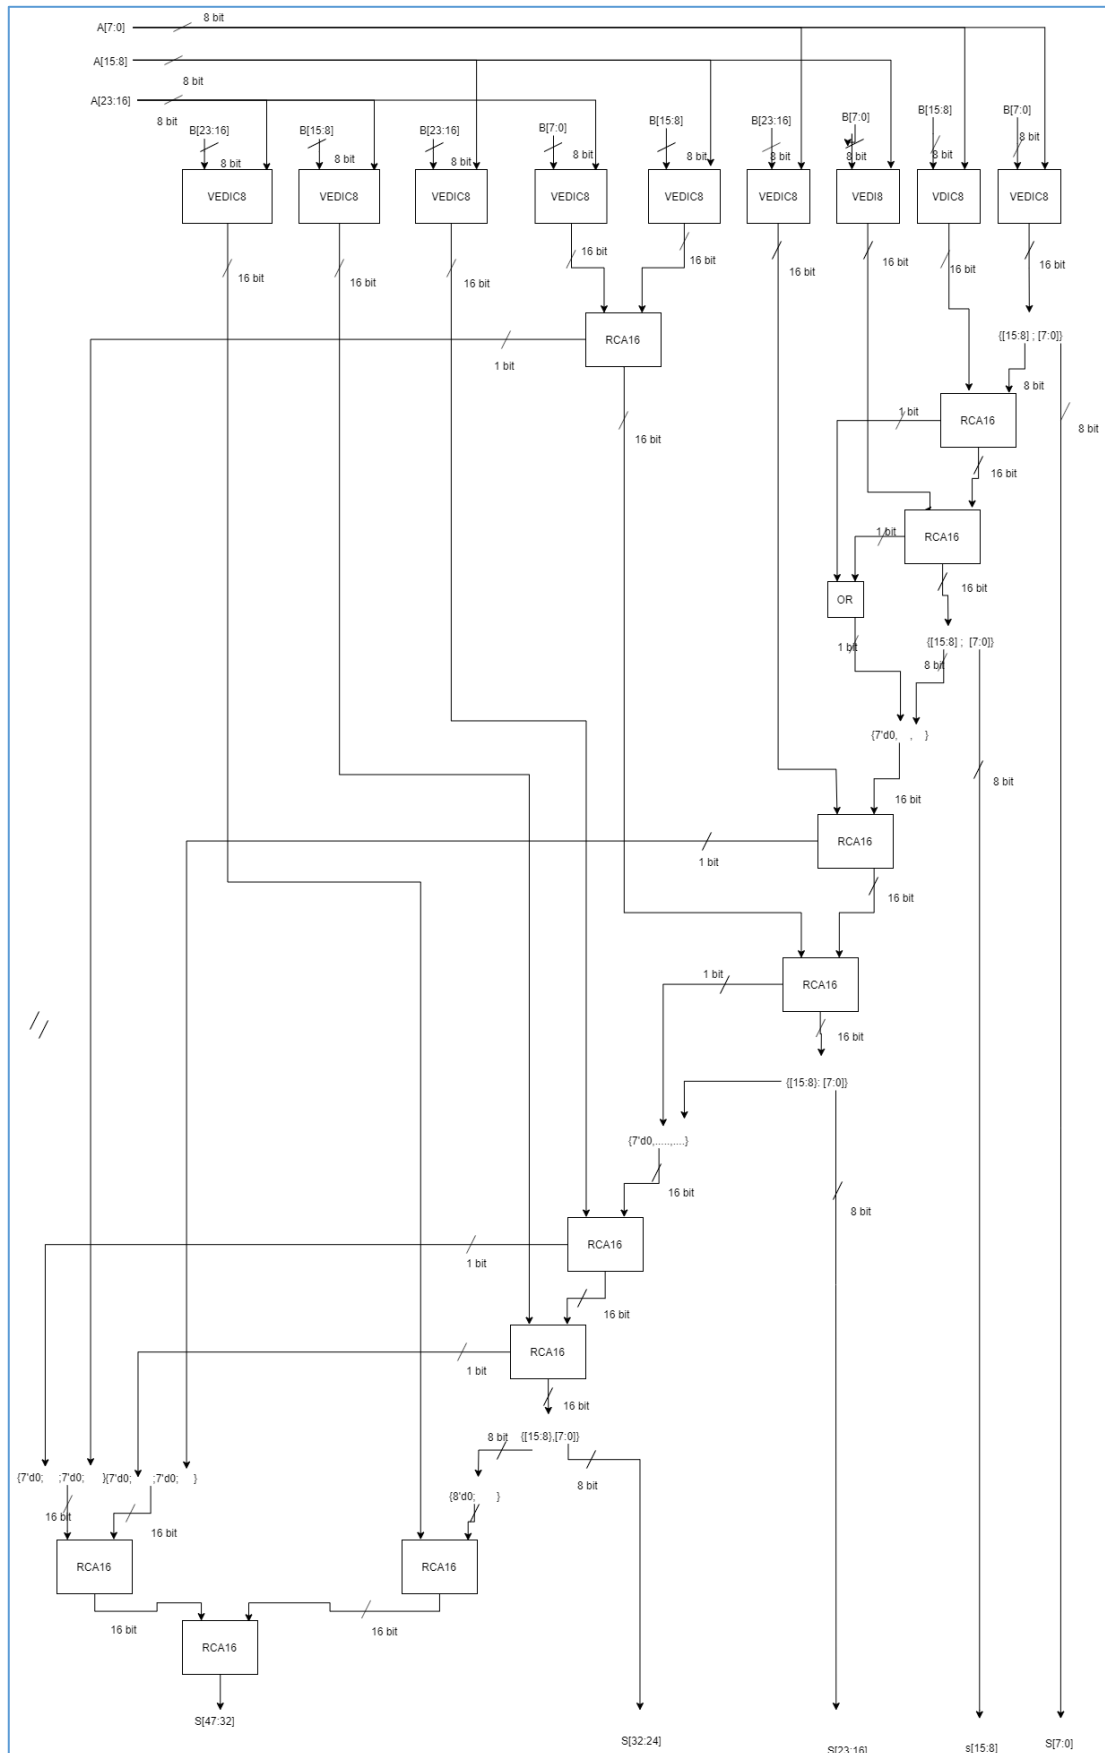 A[7:0]
8 bit
A[15:8]
8 bit
A[23:16]
8 bit
8 bit
B[23:16]
B[15:8]
B[23:16]
B[7:0]
B[15:8]
B[23:16]
B[7:0]
B[15:8]
B[7:0]
8 bit
8 bit
8 bit
8 bit
8 bit
8 bit
8 bit
8 bit
8 bit
VEDIC8
VEDIC8
VEDIC8
VEDIC8
VEDIC8
VEDIC8
VEDI8
VDIC8
VEDIC8
16 bit
16 bit
16 bit
16 bit
16 bit
16 bit
16 bit
16 bit
16 bit
RCA16
1 bit
{[15:8] ; [7:0]}
8 bit
RCA16
1 bit
8 bit
16 bit
16 bit
RCA16
1 bit
16 bit
OR
1 bit
{[15:8] ; [7:0]}
8 bit
{7'd0, , }
8 bit
16 bit
RCA16
1 bit
16 bit
RCA16
1 bit
16 bit
{[15:8}: [7:0]}
{7'd0,.....,....}
16 bit
8 bit
RCA16
1 bit
16 bit
RCA16
1 bit
16 bit
{[15:8},[7:0]}
8 bit
8 bit
{7'd0; ;7'd0; }{7'd0; ;7'd0; }
{8'd0; }
16 bit
16 bit
RCA16
RCA16
16 bit
16 bit
RCA16
S[47:32]
S[32:24]
S[23:16]
s[15:8]
S[7:0]